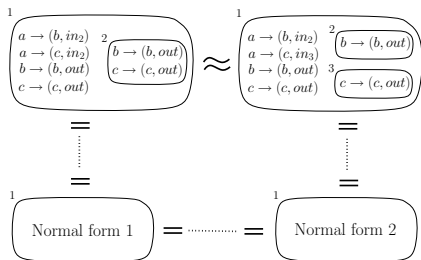 1
a → (b, in₂)
a → (c, in₂)
b → (b, out)
c → (c, out)
2
b → (b, out)
c → (c, out)
≈
1
a → (b, in₂)
a → (c, in₃)
b → (b, out)
c → (c, out)
2
b → (b, out)
3
c → (c, out)
=
=
=
=
1
Normal form 1
= =
1
Normal form 2